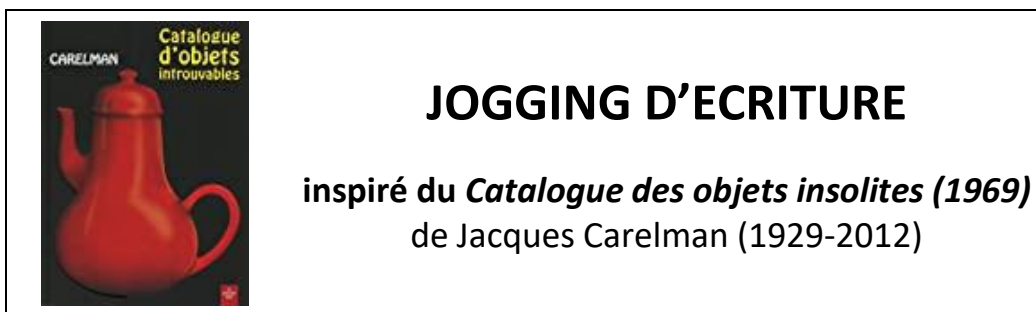 CARELMAN
Catalogue
d'objets
introuvables
JOGGING D'ECRITURE
inspiré du Catalogue des objets insolites (1969)
de Jacques Carelman (1929-2012)